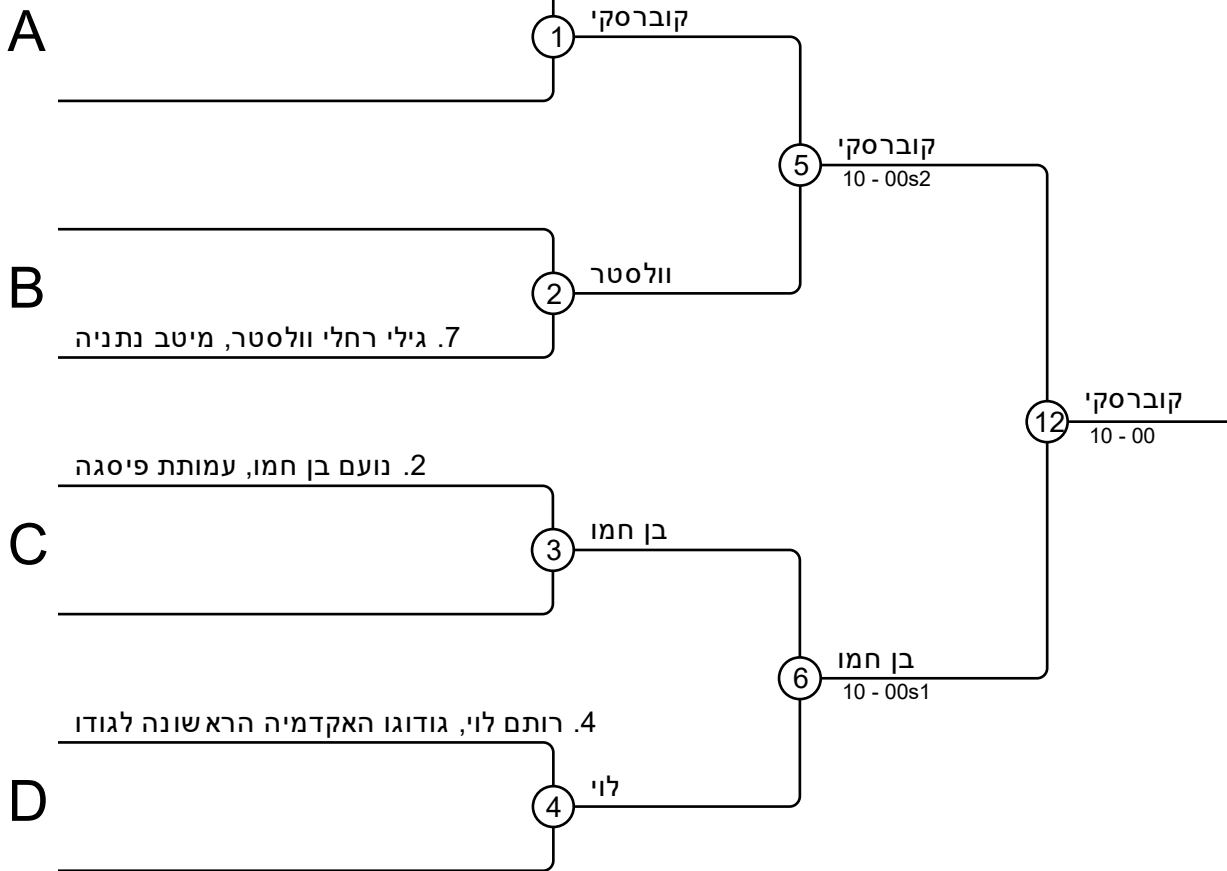 A
1
קוברסקי
5
קוברסקי
10 - 00s2
B
2
וולסטר
7. גילי רחלי וולסטר, מיטב נתניה
12
קוברסקי
10 - 00
2. נועם בן חמו, עמותת פיסגה
C
3
בן חמו
6
בן חמו
10 - 00s1
4. רותם לוי, גודוגו האקדמיה הראשונה לגודו
D
4
לוי